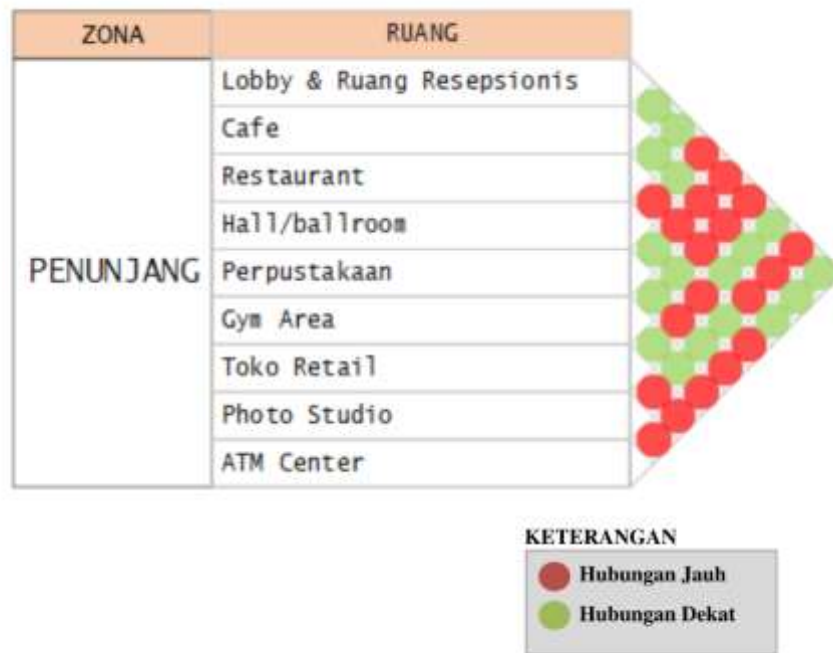 ZONA RUANG
Lobby & Ruang Resepsionis
Cafe
Restaurant
Hall/ballroom
PENUNJANG Perpustakaan
Gym Area
Toko Retail
Photo Studio
ATM Center
KETERANGAN
Hubungan Jauh
Hubungan Dekat